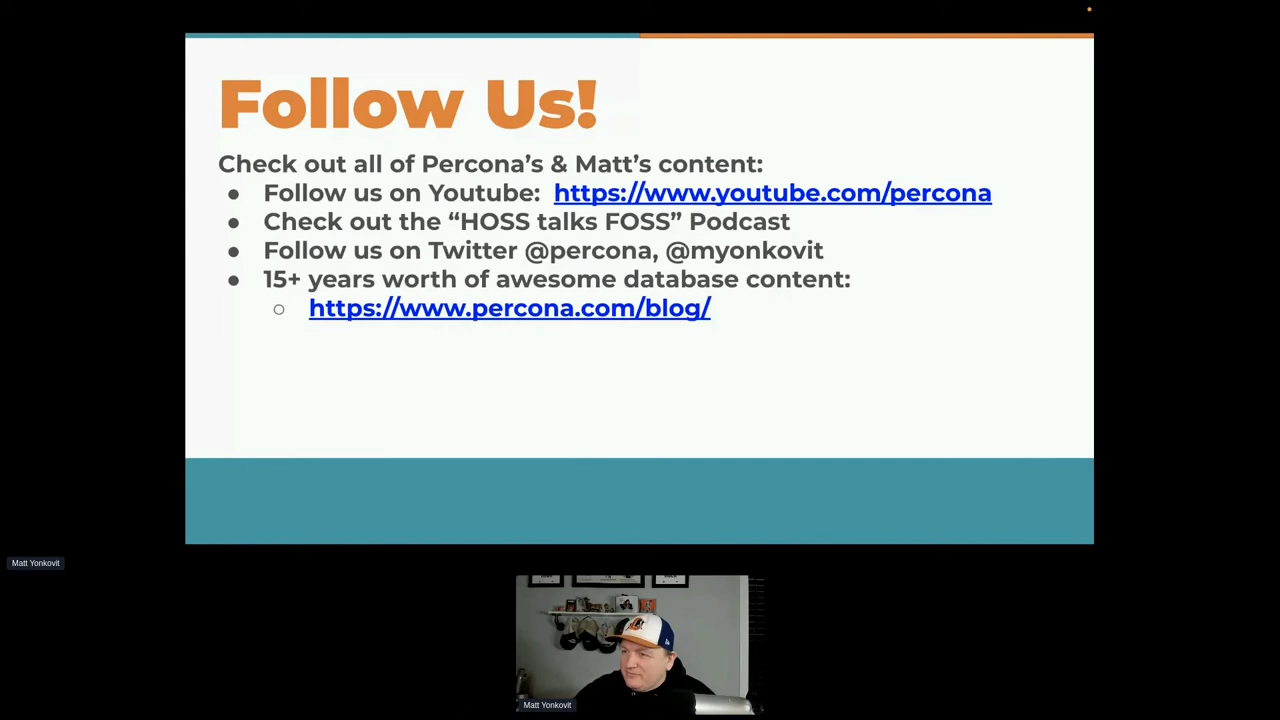 Follow Us!
Check out all of Percona’s & Matt’s content:
● Follow us on Youtube: https://www.youtube.com/percona
● Check out the “HOSS talks FOSS” Podcast
● Follow us on Twitter @percona, @myonkovit
● 15+ years worth of awesome database content:
○ https://www.percona.com/blog/
Matt Yonkovit
Matt Yonkovit